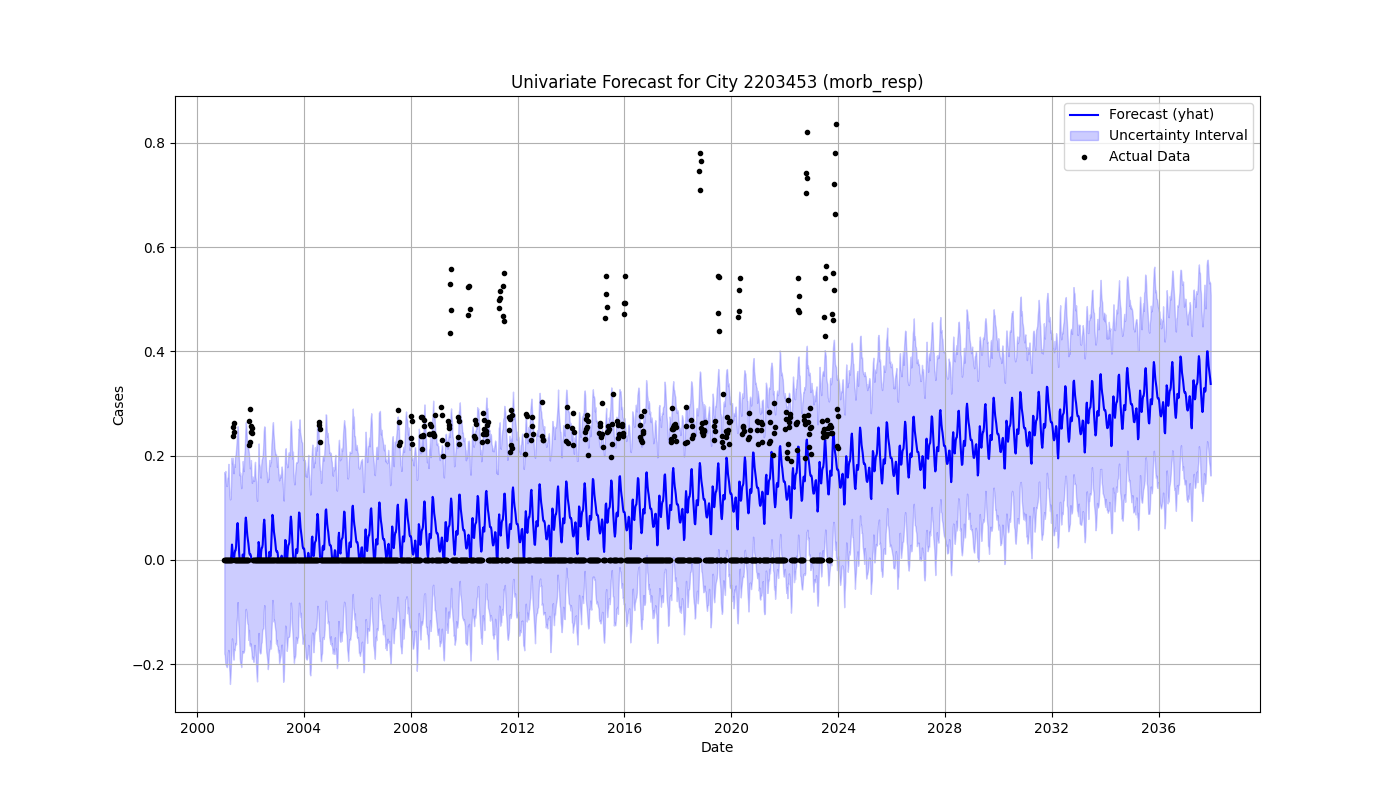 Univariate Forecast for City 2203453 (morb_resp)
Forecast (yhat)
Uncertainty Interval
Actual Data
Cases
0.8
0.6
0.4
0.2
0.0
−0.2
2000 2004 2008 2012 2016 2020 2024 2028 2032 2036
Date